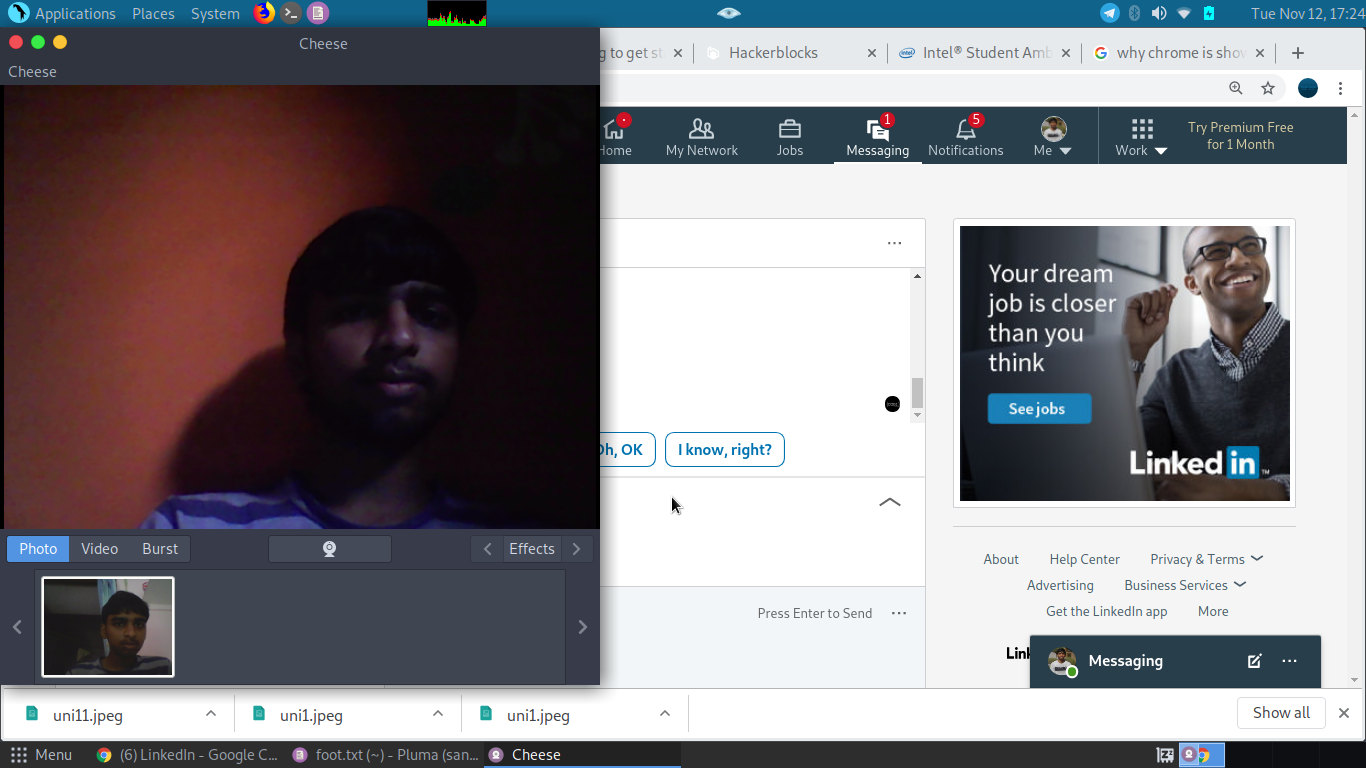 Applications Places System Tue Nov 12, 17:24
Cheese
Cheese
g to get st Hackerblocks Intel® Student Amb why chrome is show
Home My Network Jobs Messaging 1 Notifications 5 Me Work Try Premium Free
for 1 Month
Your dream
job is closer
than you
think
See jobs
Linked in™
Oh, OK I know, right?
Photo Video Burst Effects
Press Enter to Send
About Help Center Privacy & Terms
Advertising Business Services
Get the LinkedIn app More
Link
Messaging
uni11.jpeg uni1.jpeg uni1.jpeg Show all
Menu (6) LinkedIn - Google C... foot.txt (~) - Pluma (san... Cheese